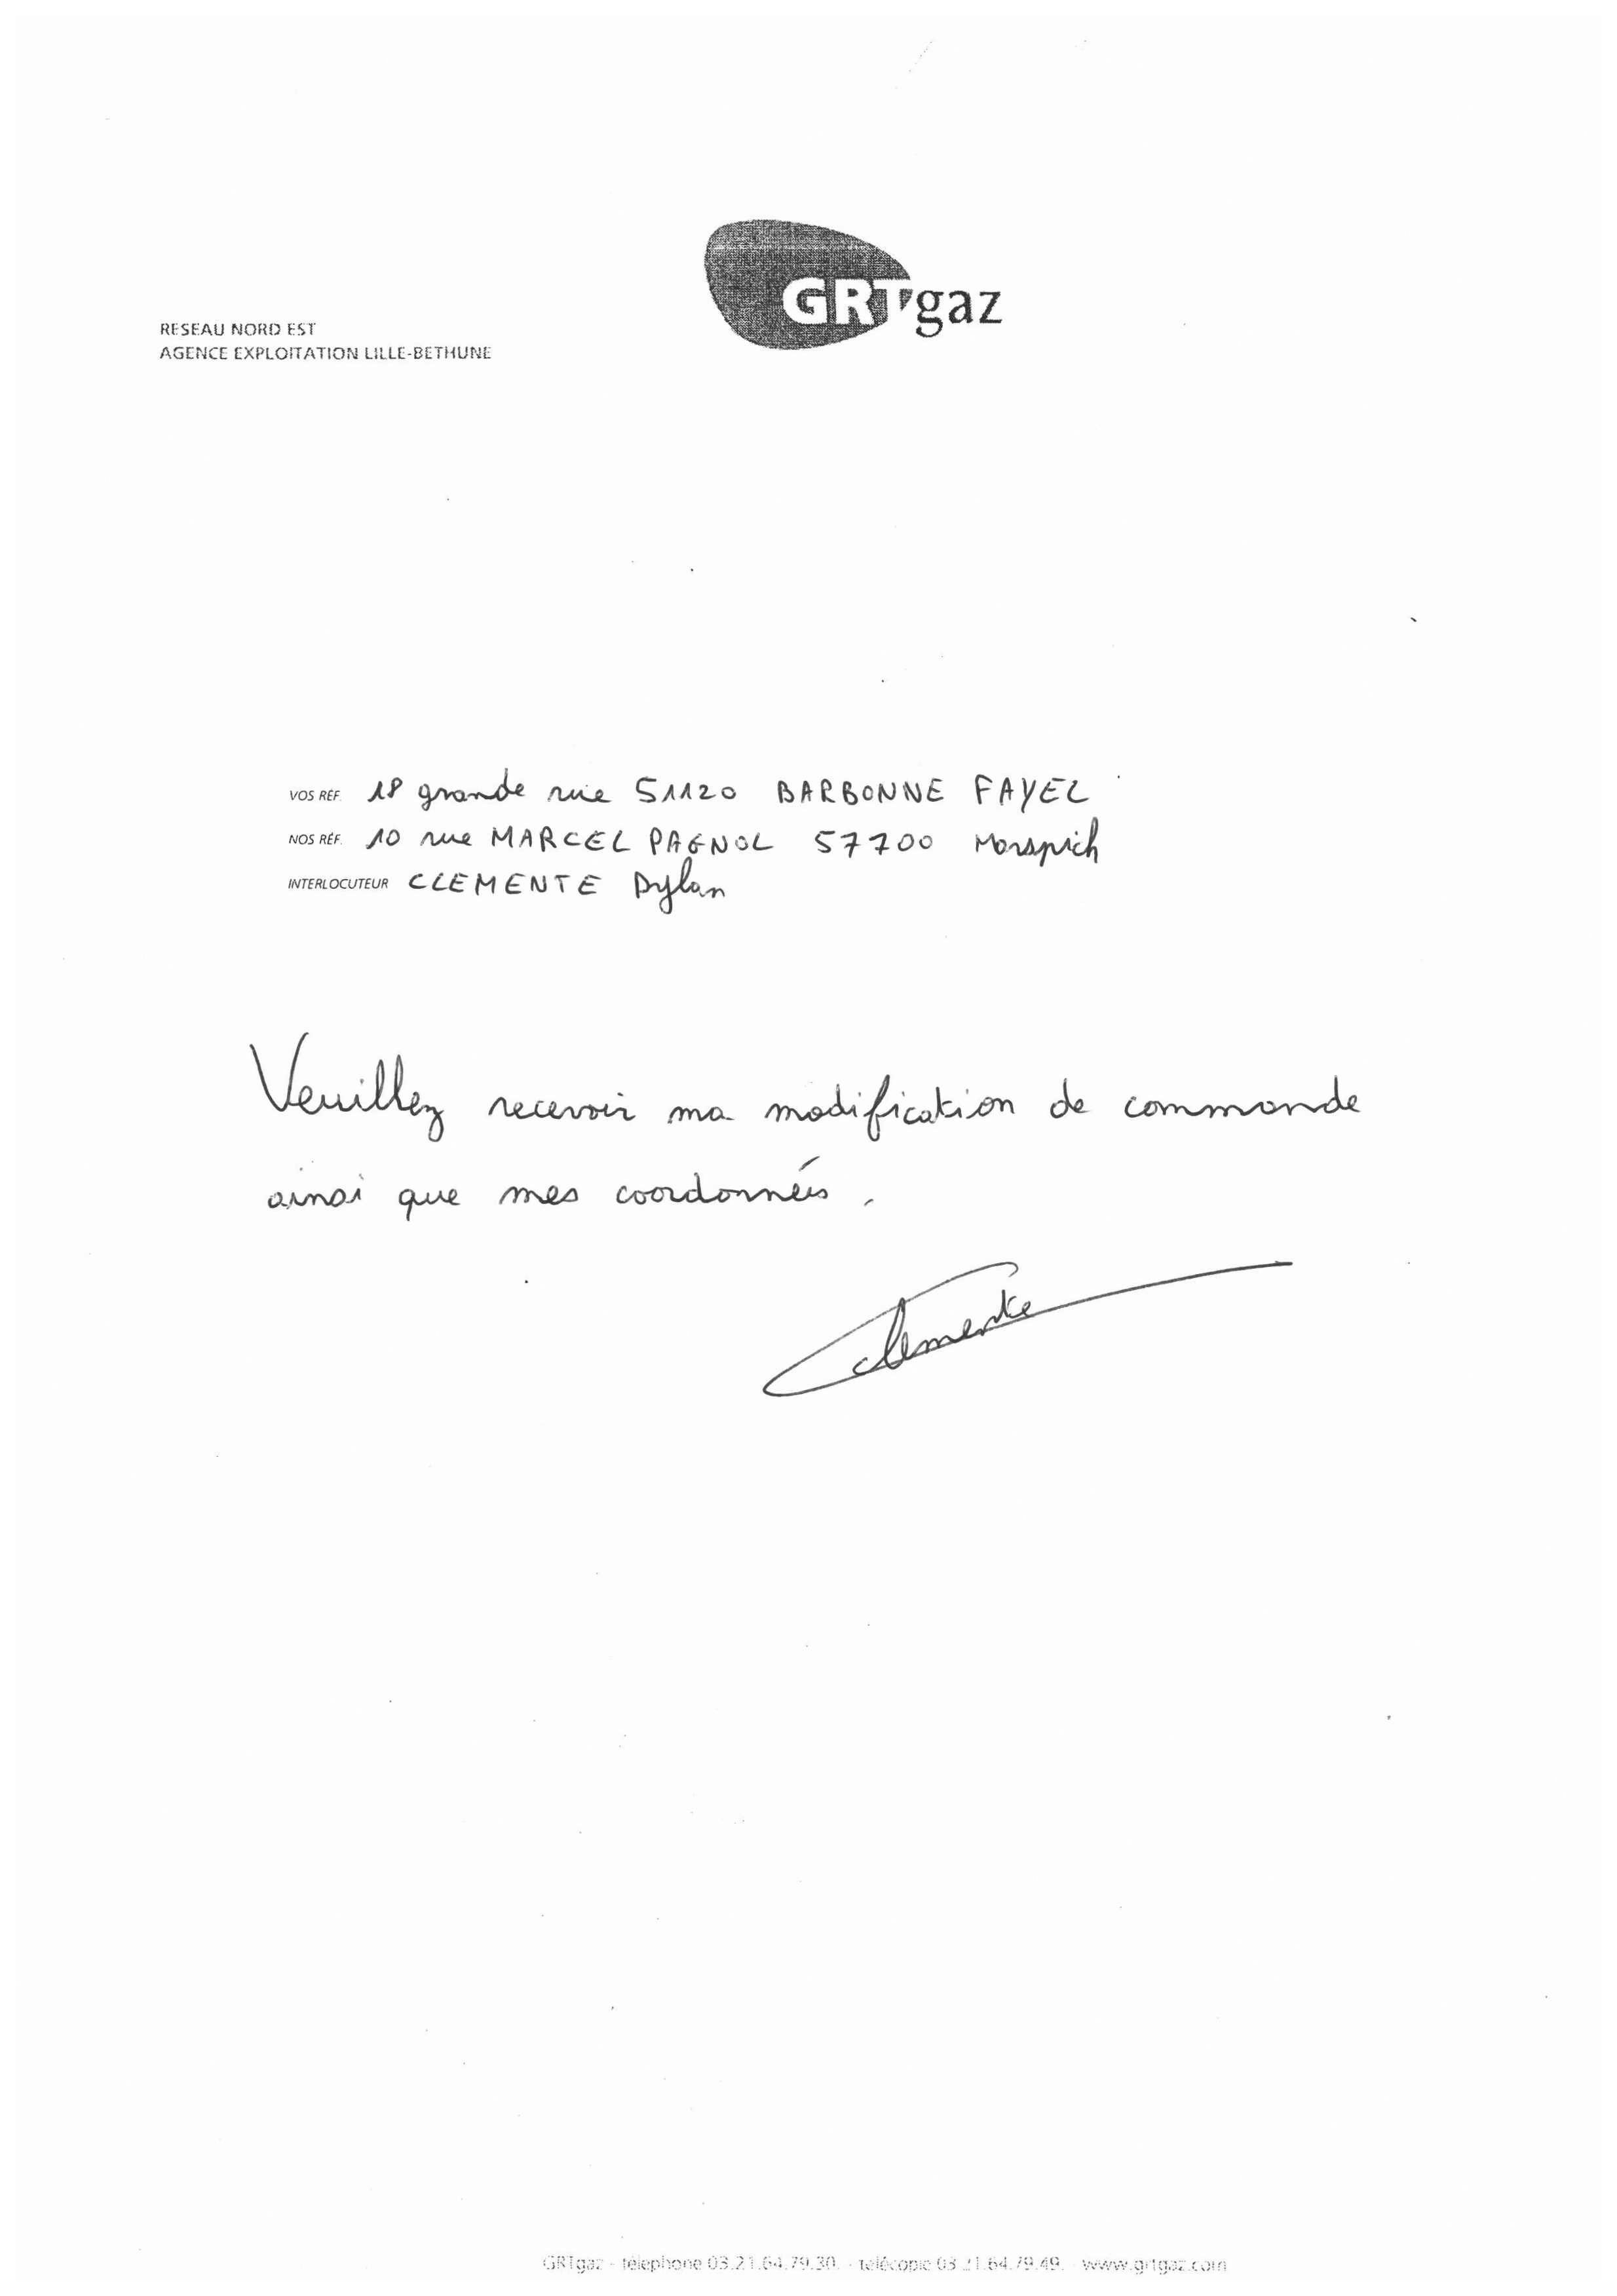 GRTgaz
RESEAU NORD EST
AGENCE EXPLOITATION LILLE-BETHUNE
VOS RÉF. 18 grande rue 51120 BARBONNE FAYEL
NOS RÉF. 10 rue MARCEL PAGNOL 57700 Morspich
INTERLOCUTEUR CLEMENTE Dylan
Veuillez recevoir ma modification de commande
ainsi que mes coordonnées.
Clemente
GRTgaz - téléphone 03.21.64.79.30. - télécopie 03.21.64.79.49. - www.grtgaz.com